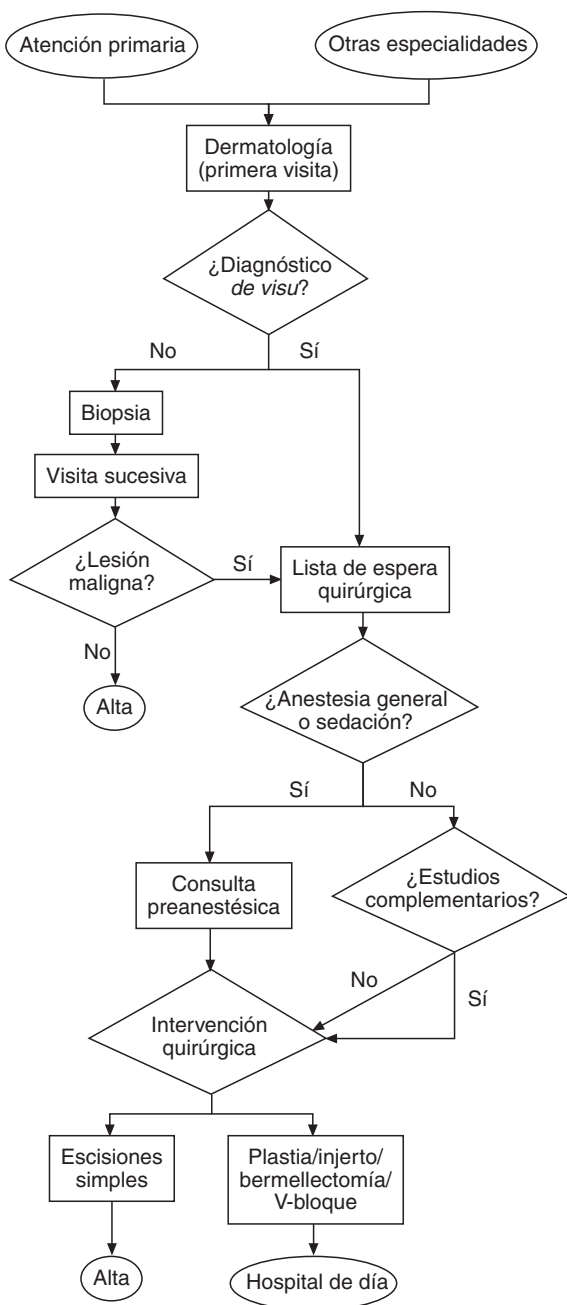 Atención primaria
Otras especialidades
Dermatología
(primera visita)
¿Diagnóstico
de visu?
No
Sí
Biopsia
Visita sucesiva
¿Lesión
maligna?
Sí
Lista de espera
quirúrgica
No
Alta
¿Anestesia general
o sedación?
Sí
No
Consulta
preanestésica
¿Estudios
complementarios?
No
Sí
Intervención
quirúrgica
Escisiones
simples
Plastia/injerto/
bermellectomía/
V-bloque
Alta
Hospital de día